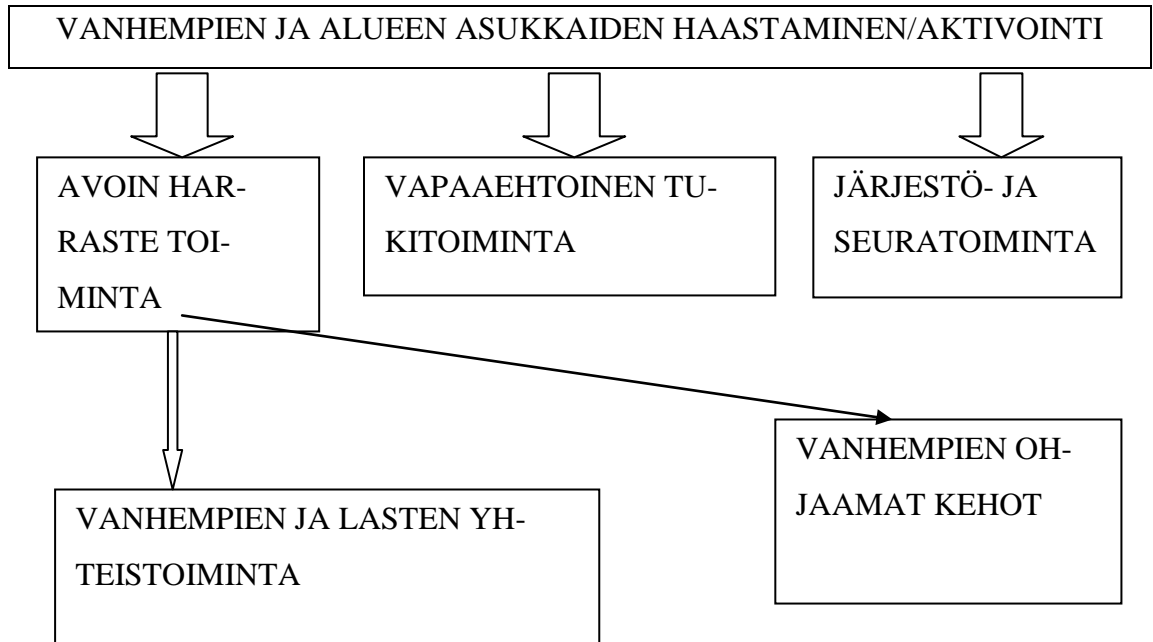 VANHEMPIEN JA ALUEEN ASUKKAIDEN HAASTAMINEN/AKTIVOINTI
AVOIN HAR-
RASTE TOI-
MINTA
VAPAAEHTOINEN TU-
KITOIMINTA
JÄRJESTÖ- JA
SEURATOIMINTA
VANHEMPIEN OH-
JAAMAT KEHOT
VANHEMPIEN JA LASTEN YH-
TEISTOIMINTA